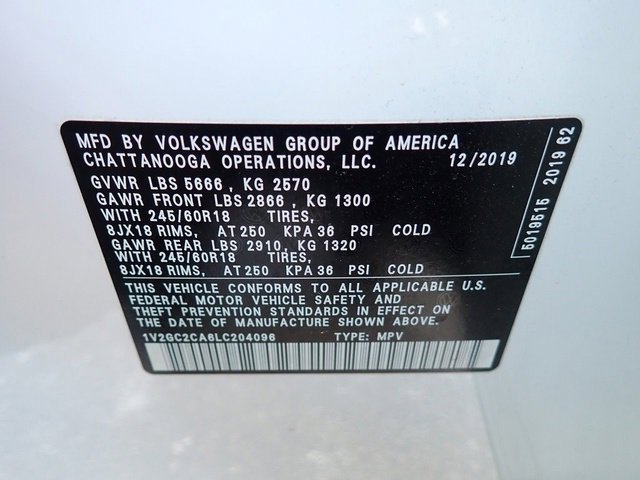 MFD BY VOLKSWAGEN GROUP OF AMERICA
CHATTANOOGA OPERATIONS, LLC. 12/2019
GVWR LBS 5666 , KG 2570
GAWR FRONT LBS 2866 , KG 1300
WITH 245/60R18 TIRES,
8JX18 RIMS, AT 250 KPA 36 PSI COLD
GAWR REAR LBS 2910, KG 1320
WITH 245/60R18 TIRES,
8JX18 RIMS, AT 250 KPA 36 PSI COLD
THIS VEHICLE CONFORMS TO ALL APPLICABLE U.S.
FEDERAL MOTOR VEHICLE SAFETY AND
THEFT PREVENTION STANDARDS IN EFFECT ON
THE DATE OF MANUFACTURE SHOWN ABOVE.
1V2GC2CA6LC204096 TYPE: MPV
5019515 2019 62